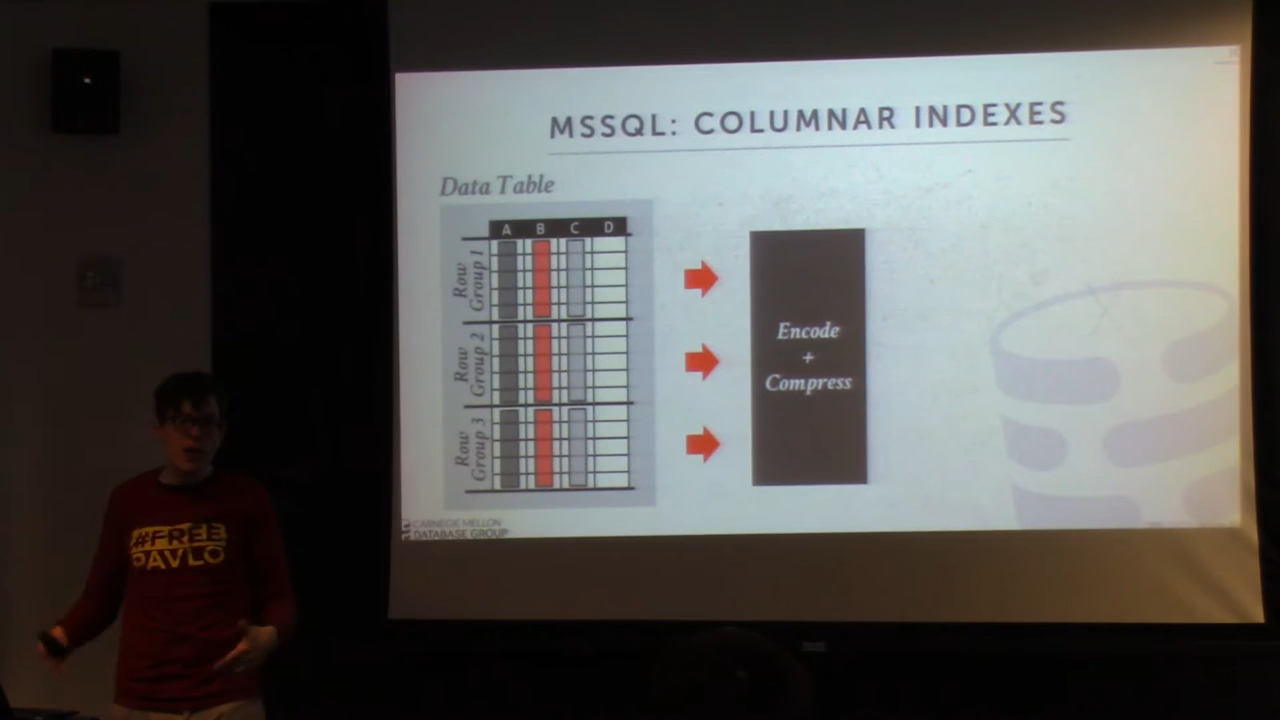 MSSQL: COLUMNAR INDEXES
Data Table
A B C D
Row
Group 1
Row
Group 2
Row
Group 3
Encode
+
Compress
CARNEGIE MELLON
DATABASE GROUP
#FREE
PAVLO